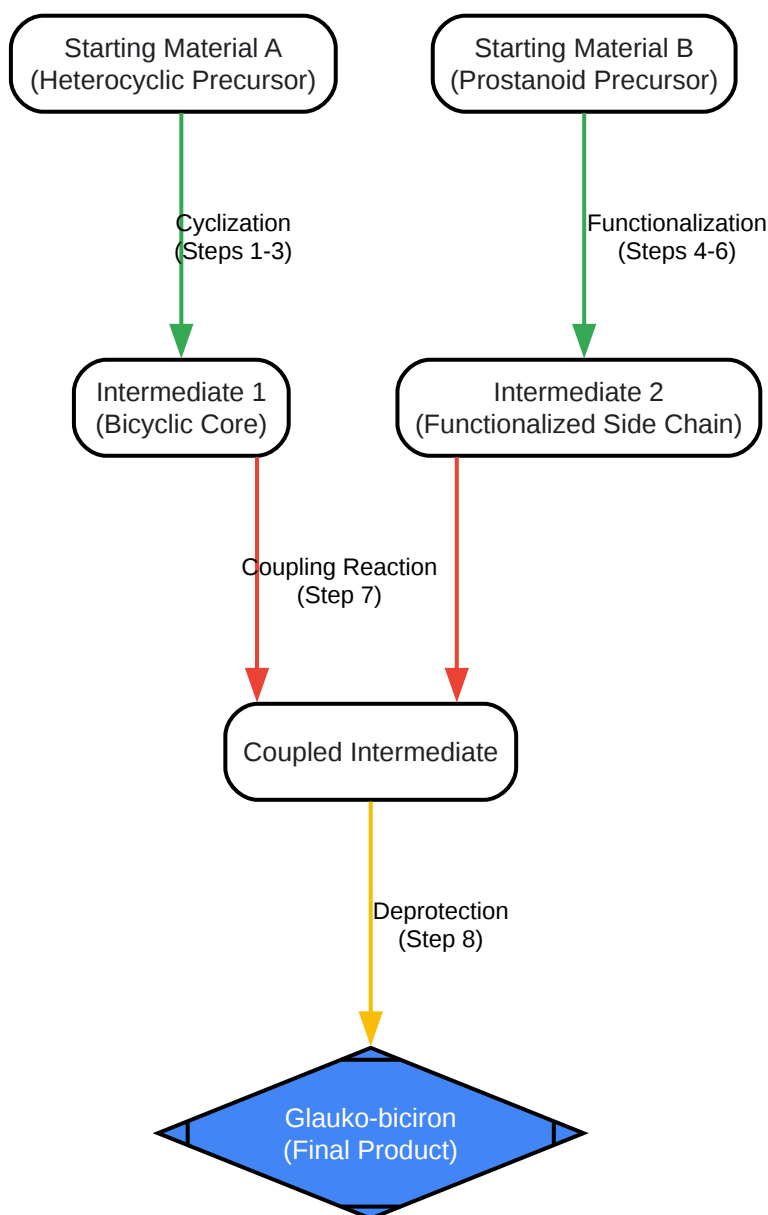 Starting Material A
(Heterocyclic Precursor)
Starting Material B
(Prostanoid Precursor)
Cyclization
(Steps 1-3)
Functionalization
(Steps 4-6)
Intermediate 1
(Bicyclic Core)
Intermediate 2
(Functionalized Side Chain)
Coupling Reaction
(Step 7)
Coupled Intermediate
Deprotection
(Step 8)
Glauko-biciron
(Final Product)